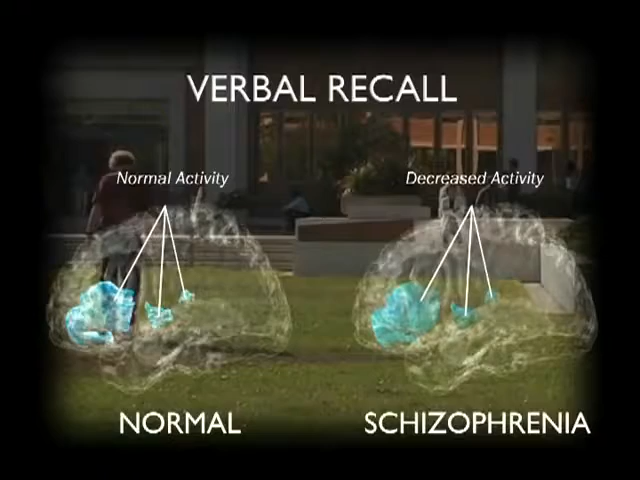 VERBAL RECALL
Normal Activity
Decreased Activity
NORMAL
SCHIZOPHRENIA